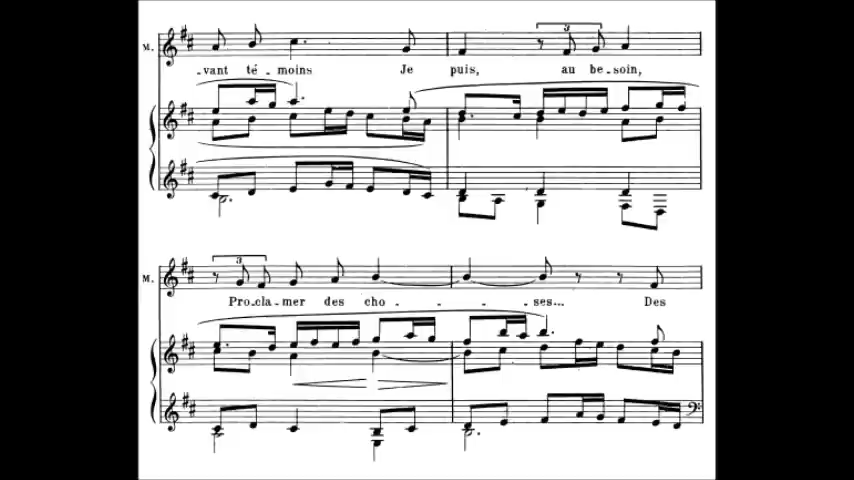 M.
-vant té-moins Je puis, au be-soin,
3
3
M.
Pro-cla-mer des cho- - - -ses... Des